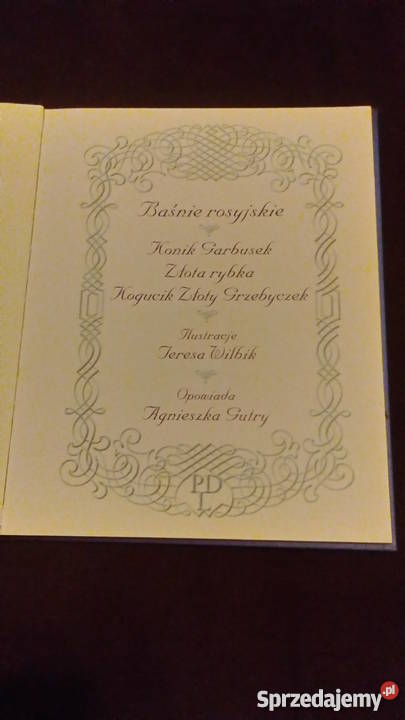 Baśnie rosyjskie
Konik Garbusek
Złota rybka
Kogucik Złoty Grzebyczek
Ilustracje
Teresa Wilbik
Opowiada
Agnieszka Gutry
PD
L
Sprzedajemy.pl